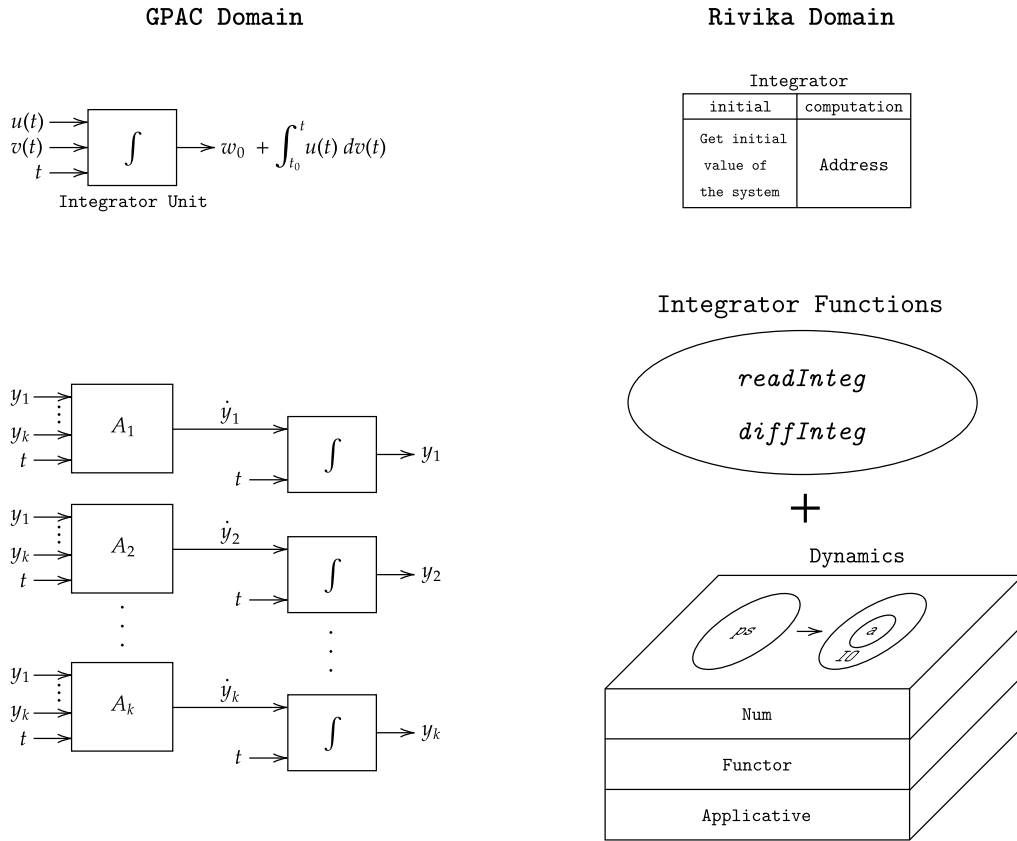 GPAC Domain
u(t)
v(t)
t
∫
w₀ + ∫ₜ₀ᵗ u(t) dv(t)
Integrator Unit
y₁
⋮
yₖ
t
A₁
ẏ₁
t
∫
y₁
y₁
⋮
yₖ
t
A₂
ẏ₂
t
∫
y₂
⋮
⋮
y₁
⋮
yₖ
t
Aₖ
ẏₖ
t
∫
yₖ
Rivika Domain
Integrator
initial computation
Get initial
value of
the system
Address
Integrator Functions
readInteg
diffInteg
+
Dynamics
ps
a
IO
Num
Functor
Applicative